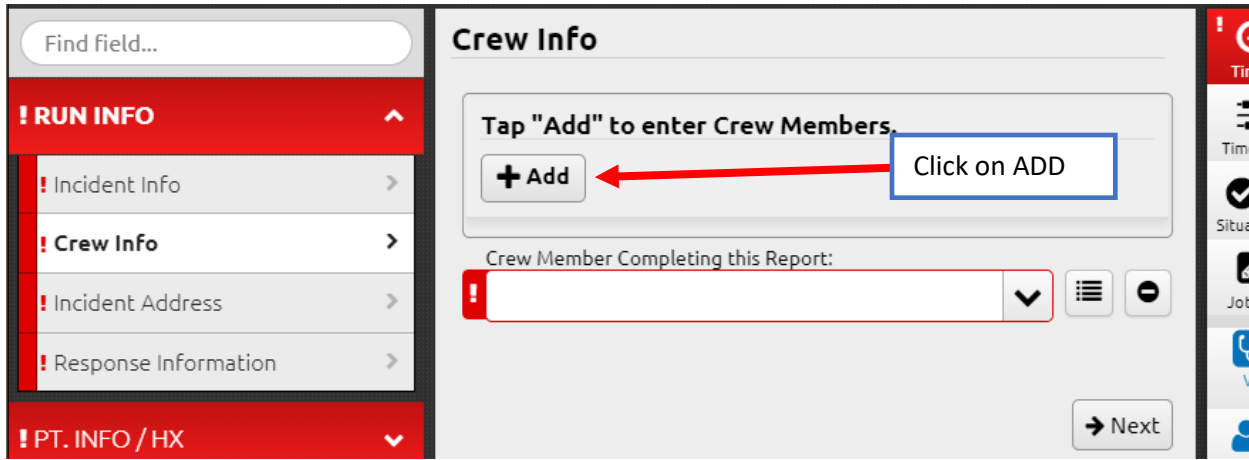 Find field...
! RUN INFO
! Incident Info
! Crew Info
! Incident Address
! Response Information
! PT. INFO / HX
Crew Info
Tap "Add" to enter Crew Members.
Add
Click on ADD
Crew Member Completing this Report:
!
Next
!